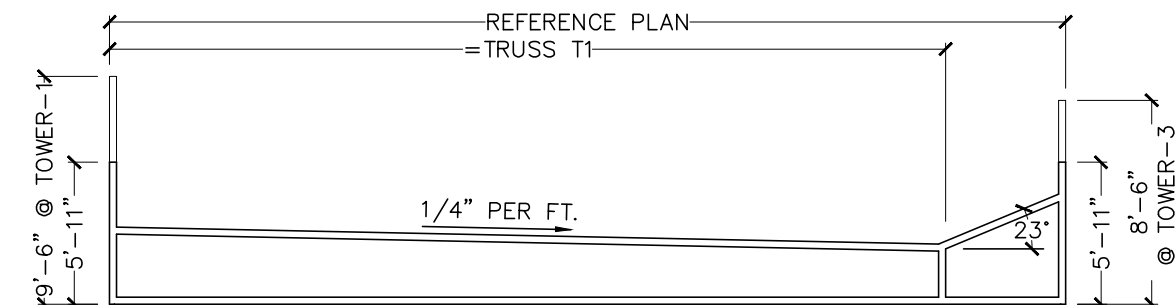 REFERENCE PLAN
=TRUSS T1
9'-6" @ TOWER-1
5'-11"
1/4" PER FT.
23°
5'-11"
8'-6"
@ TOWER-3